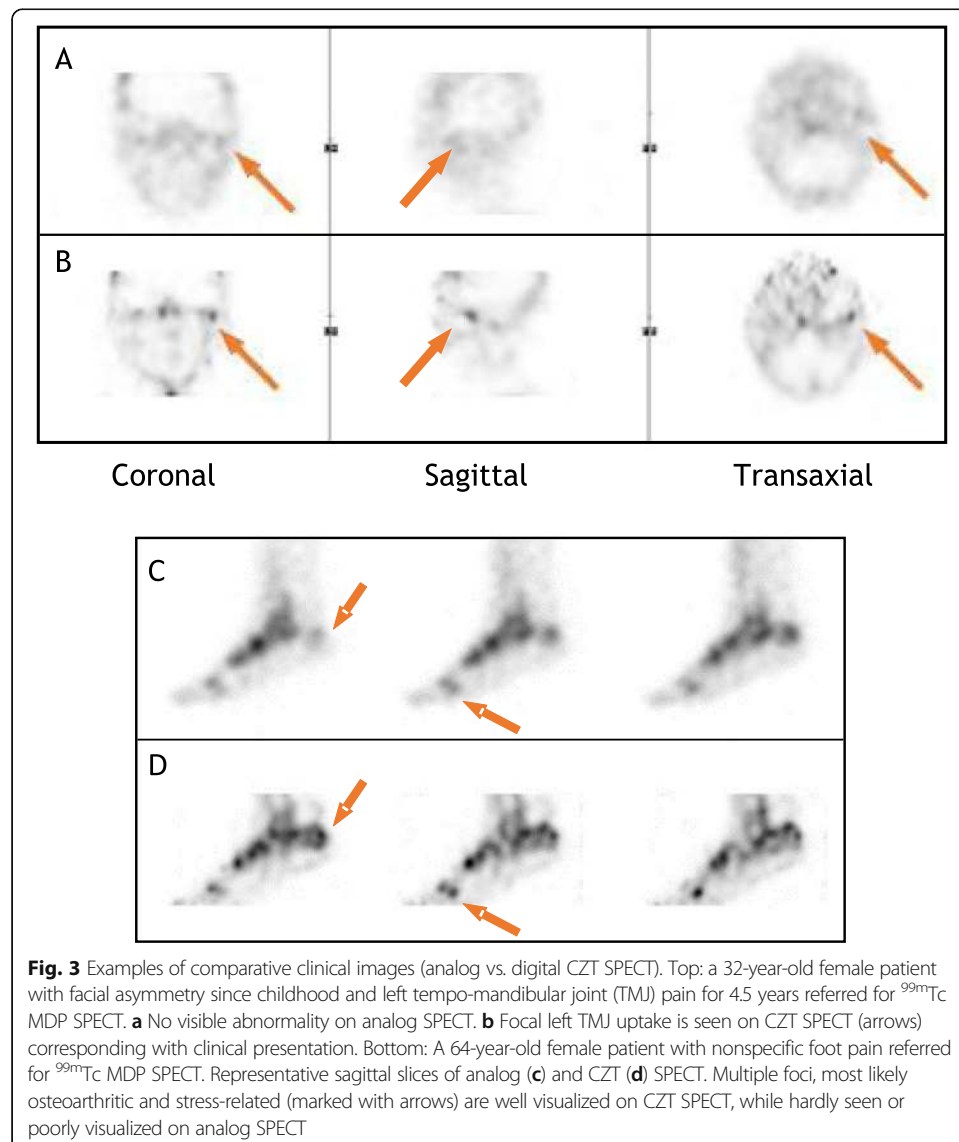 A
B
Coronal Sagittal Transaxial
C
D
Fig. 3 Examples of comparative clinical images (analog vs. digital CZT SPECT). Top: a 32-year-old female patient
with facial asymmetry since childhood and left tempo-mandibular joint (TMJ) pain for 4.5 years referred for ⁹⁹ᵐTc
MDP SPECT. a No visible abnormality on analog SPECT. b Focal left TMJ uptake is seen on CZT SPECT (arrows)
corresponding with clinical presentation. Bottom: A 64-year-old female patient with nonspecific foot pain referred
for ⁹⁹ᵐTc MDP SPECT. Representative sagittal slices of analog (c) and CZT (d) SPECT. Multiple foci, most likely
osteoarthritic and stress-related (marked with arrows) are well visualized on CZT SPECT, while hardly seen or
poorly visualized on analog SPECT